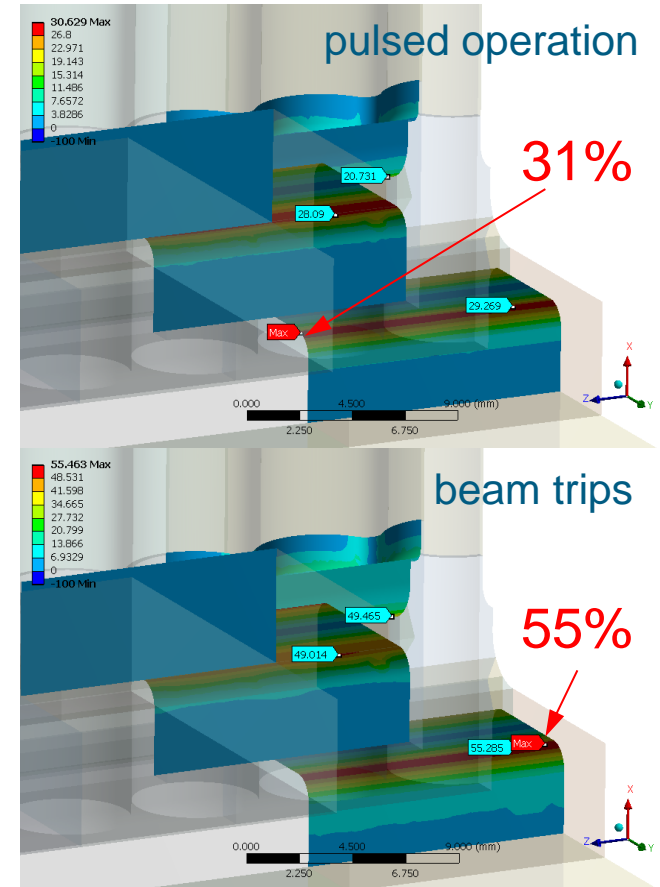 30.629 Max
26.8
22.971
19.143
15.314
11.486
7.6572
3.8286
0
-100 Min
pulsed operation
31%
20.731
28.09
29.269
Max
X
Z
Y
0.000
4.500
9.000 (mm)
2.250
6.750
55.463 Max
48.531
41.598
34.665
27.732
20.799
13.866
6.9329
0
-100 Min
beam trips
55%
49.465
49.014
55.285
Max
X
Z
Y
0.000
4.500
9.000 (mm)
2.250
6.750